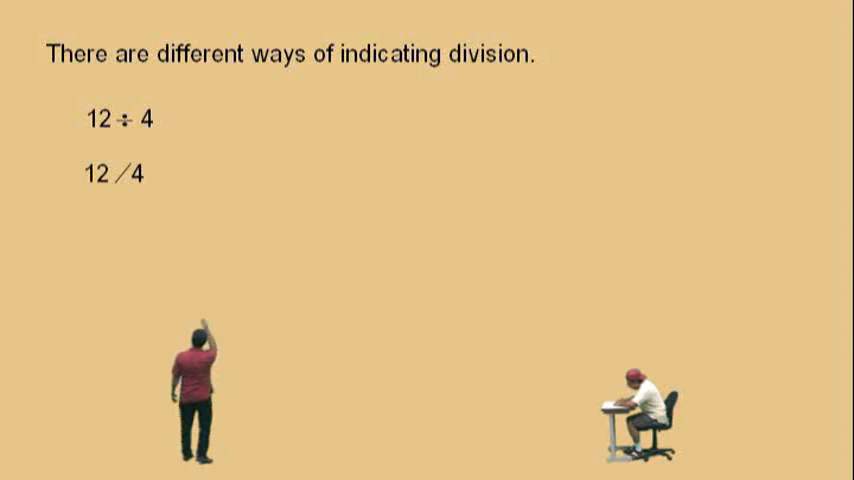 There are different ways of indicating division.
12 ÷ 4
12 / 4